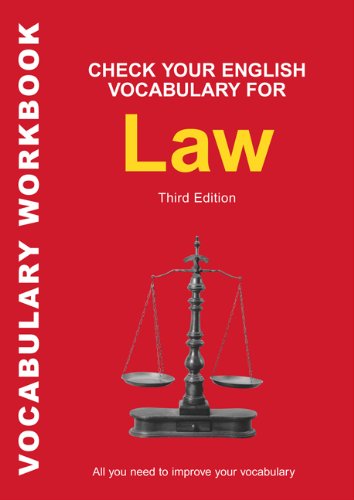 VOCABULARY WORKBOOK
CHECK YOUR ENGLISH
VOCABULARY FOR
Law
Third Edition
All you need to improve your vocabulary